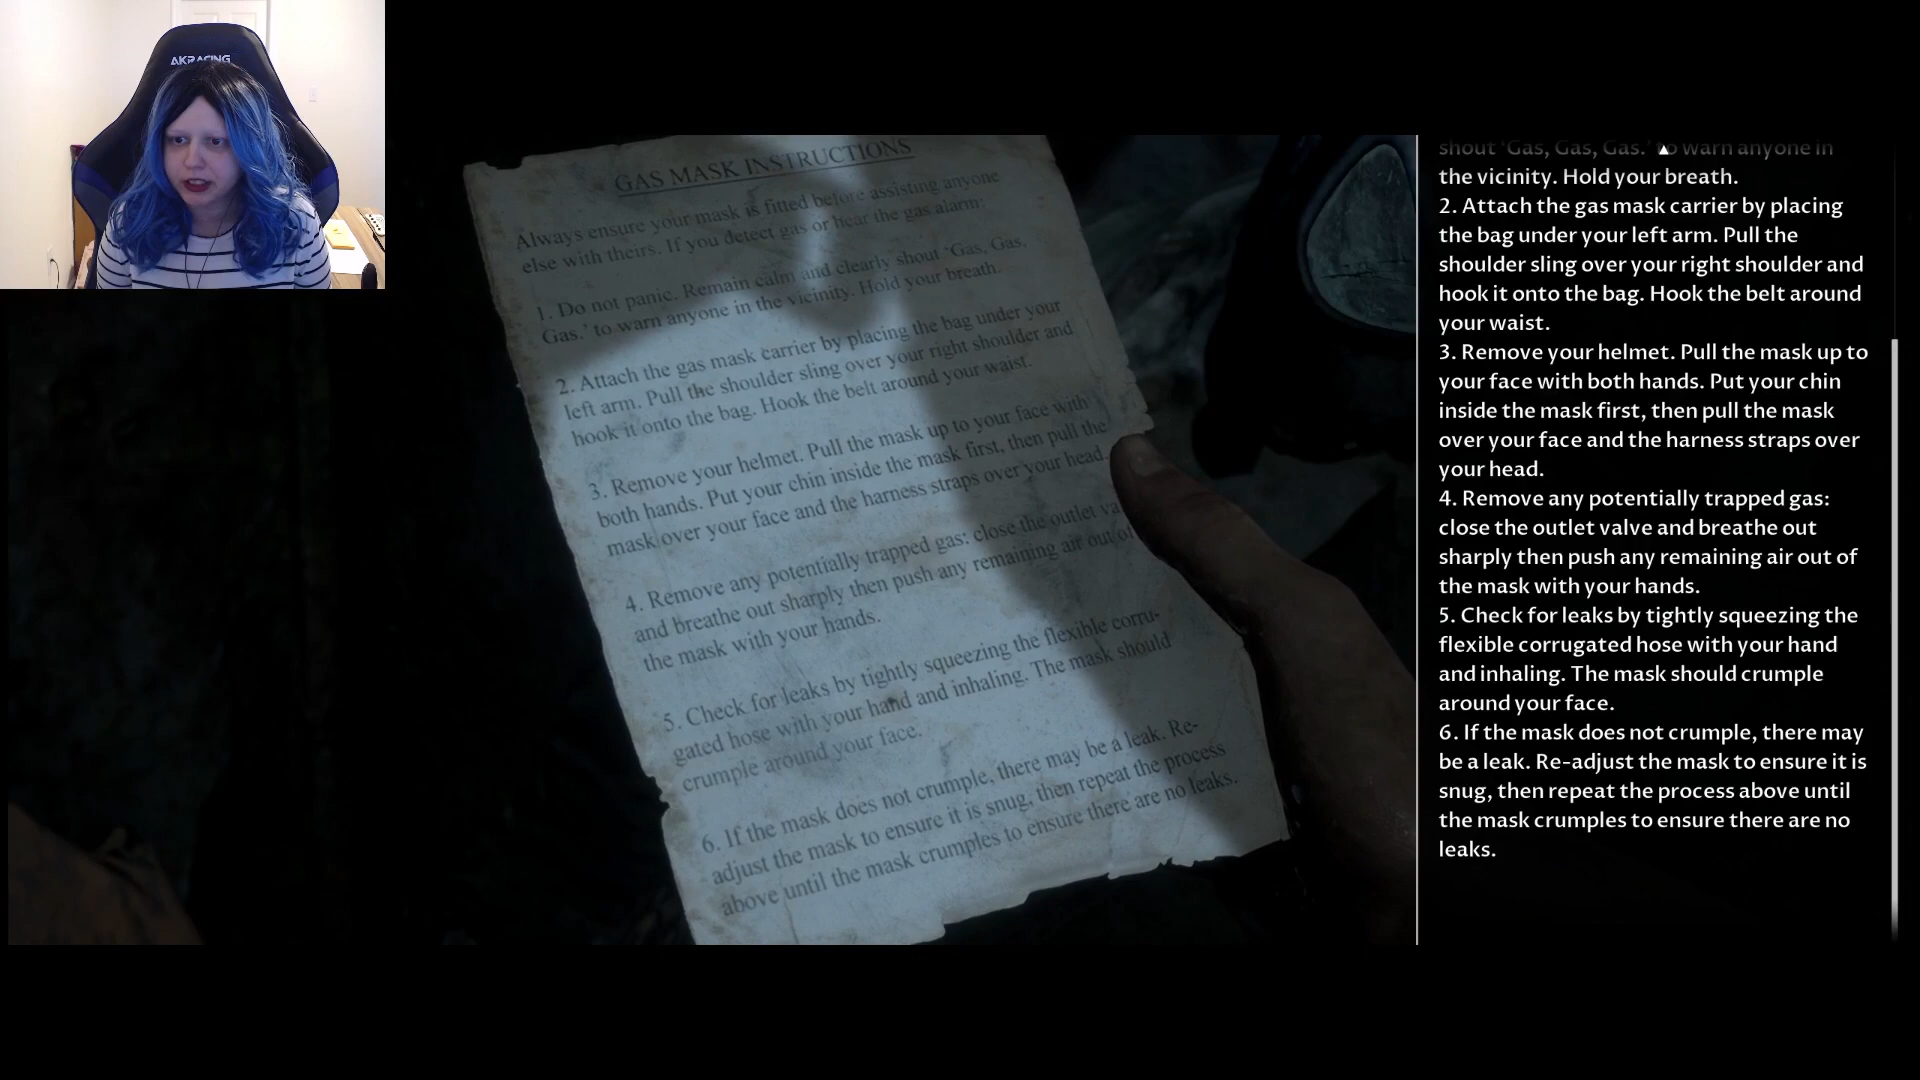 AKRACING
GAS MASK INSTRUCTIONS
Always ensure your mask is fitted before assisting anyone
else with theirs. If you detect gas or hear the gas alarm:
1. Do not panic. Remain calm and clearly shout ‘Gas, Gas,
Gas.’ to warn anyone in the vicinity. Hold your breath.
2. Attach the gas mask carrier by placing the bag under your
left arm. Pull the shoulder sling over your right shoulder and
hook it onto the bag. Hook the belt around your waist.
3. Remove your helmet. Pull the mask up to your face with
both hands. Put your chin inside the mask first, then pull the
mask over your face and the harness straps over your head.
4. Remove any potentially trapped gas: close the outlet va
and breathe out sharply then push any remaining air out of
the mask with your hands.
5. Check for leaks by tightly squeezing the flexible corru-
gated hose with your hand and inhaling. The mask should
crumple around your face.
6. If the mask does not crumple, there may be a leak. Re-
adjust the mask to ensure it is snug, then repeat the process
above until the mask crumples to ensure there are no leaks.
shout ‘Gas, Gas, Gas.’ to warn anyone in
the vicinity. Hold your breath.
2. Attach the gas mask carrier by placing
the bag under your left arm. Pull the
shoulder sling over your right shoulder and
hook it onto the bag. Hook the belt around
your waist.
3. Remove your helmet. Pull the mask up to
your face with both hands. Put your chin
inside the mask first, then pull the mask
over your face and the harness straps over
your head.
4. Remove any potentially trapped gas:
close the outlet valve and breathe out
sharply then push any remaining air out of
the mask with your hands.
5. Check for leaks by tightly squeezing the
flexible corrugated hose with your hand
and inhaling. The mask should crumple
around your face.
6. If the mask does not crumple, there may
be a leak. Re-adjust the mask to ensure it is
snug, then repeat the process above until
the mask crumples to ensure there are no
leaks.